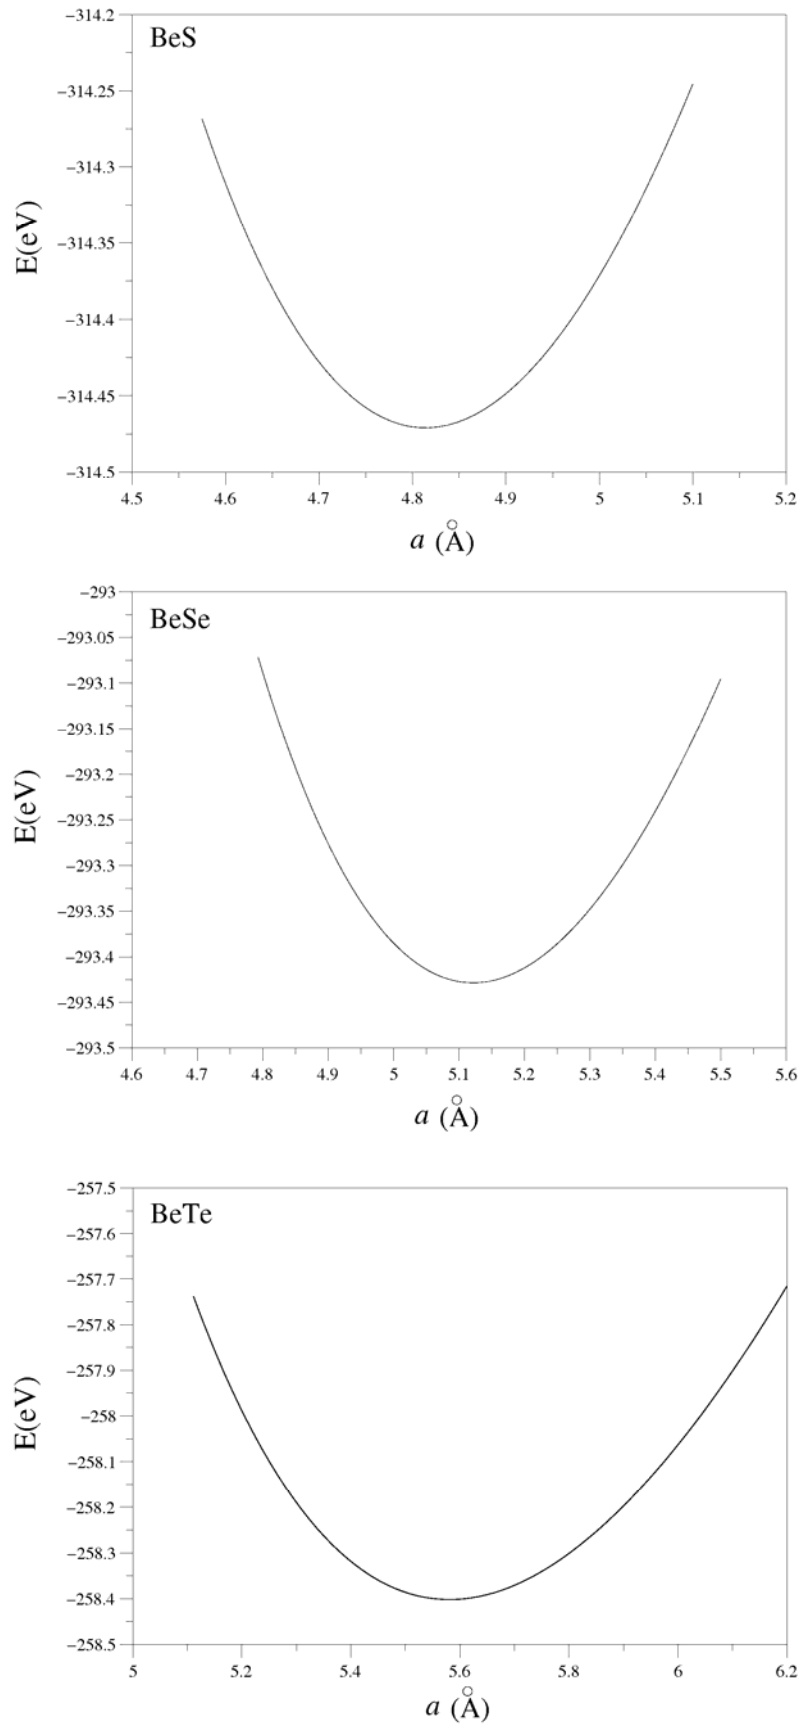 BeS
E(eV)
−314.2
−314.25
−314.3
−314.35
−314.4
−314.45
−314.5
4.5 4.6 4.7 4.8 4.9 5 5.1 5.2
a (Å)
BeSe
E(eV)
−293
−293.05
−293.1
−293.15
−293.2
−293.25
−293.3
−293.35
−293.4
−293.45
−293.5
4.6 4.7 4.8 4.9 5 5.1 5.2 5.3 5.4 5.5 5.6
a (Å)
BeTe
E(eV)
−257.5
−257.6
−257.7
−257.8
−257.9
−258
−258.1
−258.2
−258.3
−258.4
−258.5
5 5.2 5.4 5.6 5.8 6 6.2
a (Å)